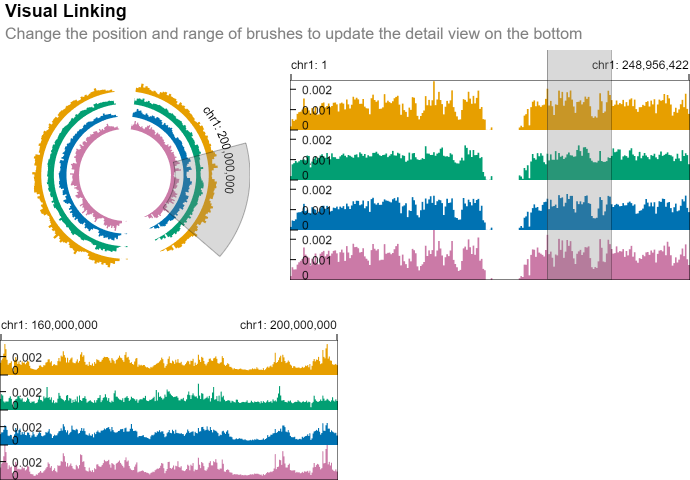 Visual Linking
Change the position and range of brushes to update the detail view on the bottom
chr1: 200,000,000
chr1: 1
chr1: 248,956,422
0.002
0.001
0
0.002
0.001
0
0.002
0.001
0
0.002
0.001
0
chr1: 160,000,000
chr1: 200,000,000
0.002
0
0.002
0
0.002
0
0.002
0